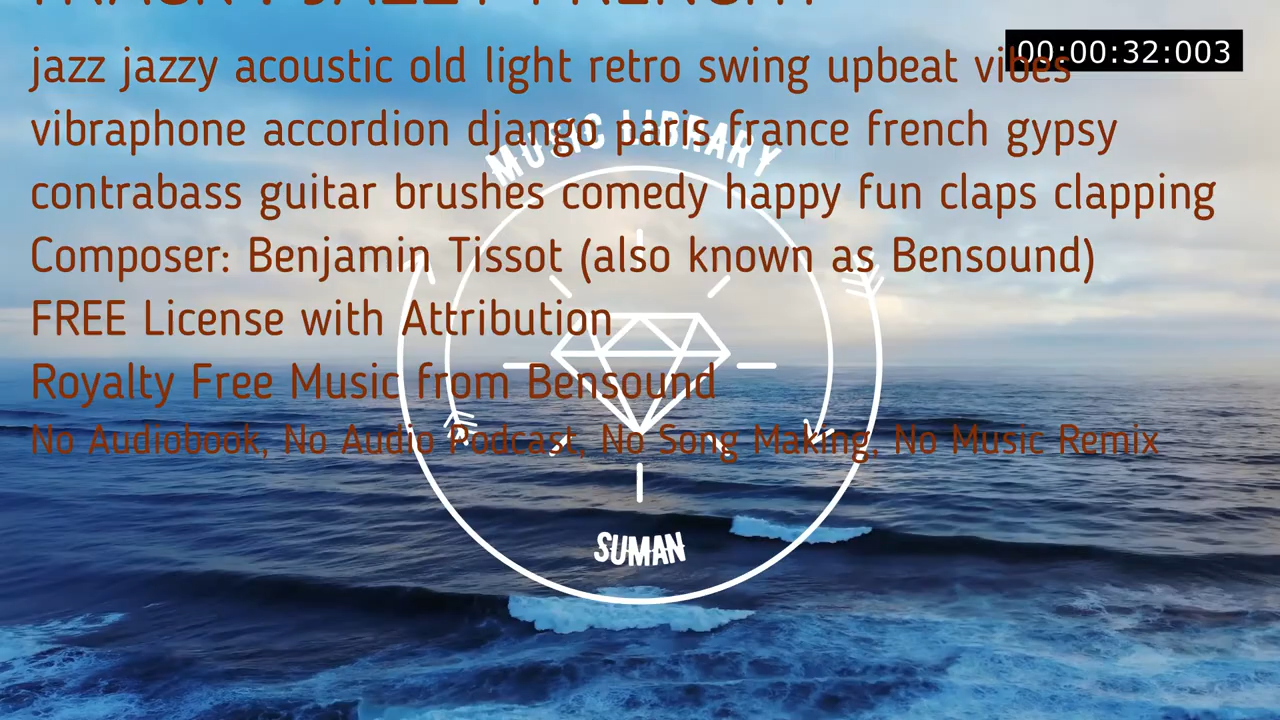 TRACK : JAZZY FRENCHY
jazz jazzy acoustic old light retro swing upbeat vibes
00:00:32:003
vibraphone accordion django paris france french gypsy
MUSIC LIBRARY
contrabass guitar brushes comedy happy fun claps clapping
Composer: Benjamin Tissot (also known as Bensound)
FREE License with Attribution
Royalty Free Music from Bensound
No Audiobook, No Audio Podcast, No Song Making, No Music Remix
SUMAN